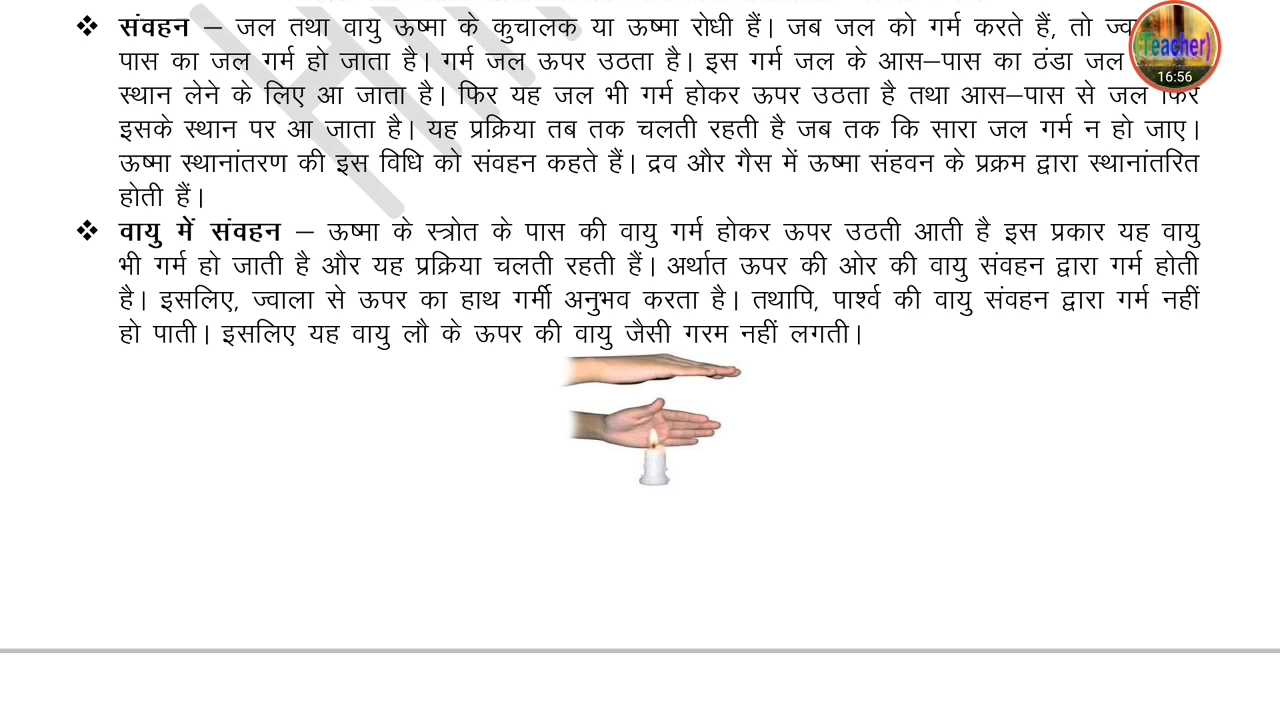 ❖ संवहन – जल तथा वायु ऊष्मा के कुचालक या ऊष्मा रोधी हैं। जब जल को गर्म करते हैं, तो
पास का जल गर्म हो जाता है। गर्म जल ऊपर उठता है। इस गर्म जल के आस–पास का ठंडा जल
स्थान लेने के लिए आ जाता है। फिर यह जल भी गर्म होकर ऊपर उठता है तथा आस–पास से जल फिर
इसके स्थान पर आ जाता है। यह प्रक्रिया तब तक चलती रहती है जब तक कि सारा जल गर्म न हो जाए।
ऊष्मा स्थानांतरण की इस विधि को संवहन कहते हैं। द्रव और गैस में ऊष्मा संहवन के प्रक्रम द्वारा स्थानांतरित
होती हैं।
❖ वायु में संवहन – ऊष्मा के स्त्रोत के पास की वायु गर्म होकर ऊपर उठती आती है इस प्रकार यह वायु
भी गर्म हो जाती है और यह प्रक्रिया चलती रहती हैं। अर्थात ऊपर की ओर की वायु संवहन द्वारा गर्म होती
है। इसलिए, ज्वाला से ऊपर का हाथ गर्मी अनुभव करता है। तथापि, पार्श्व की वायु संवहन द्वारा गर्म नहीं
हो पाती। इसलिए यह वायु लौ के ऊपर की वायु जैसी गरम नहीं लगती।
Teacher
16:56